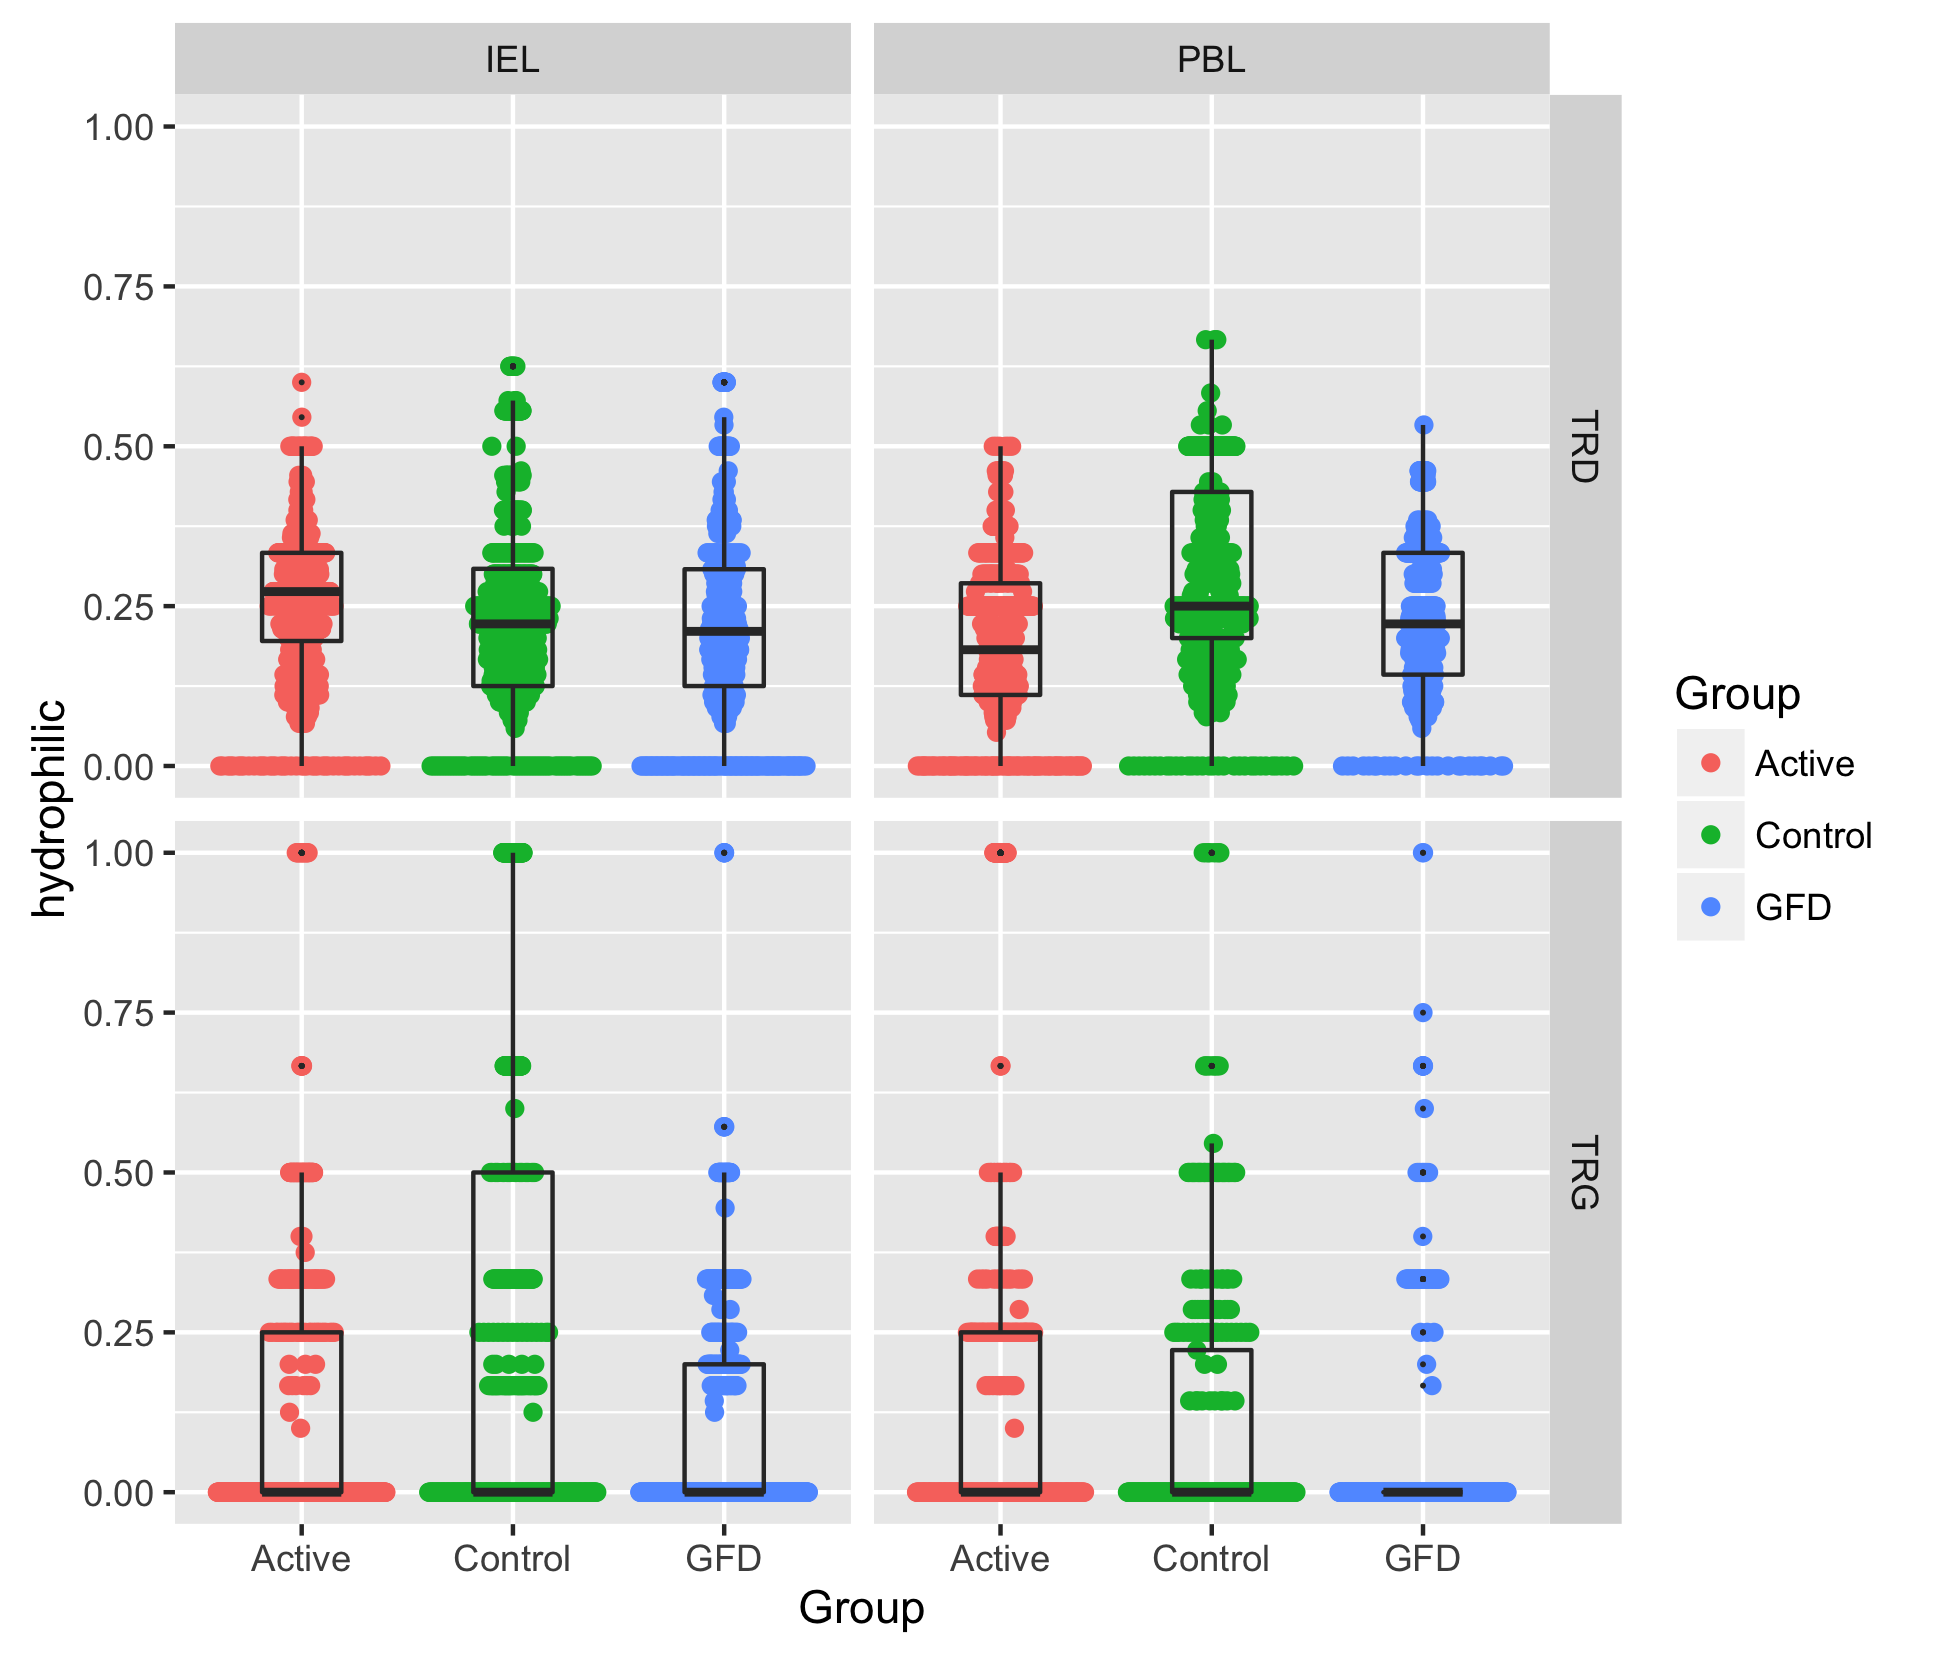 IEL
PBL
1.00
0.75
0.50
0.25
0.00
TRD
hydrophilic
1.00
0.75
0.50
0.25
0.00
TRG
Active
Control
GFD
Active
Control
GFD
Group
Group
Active
Control
GFD